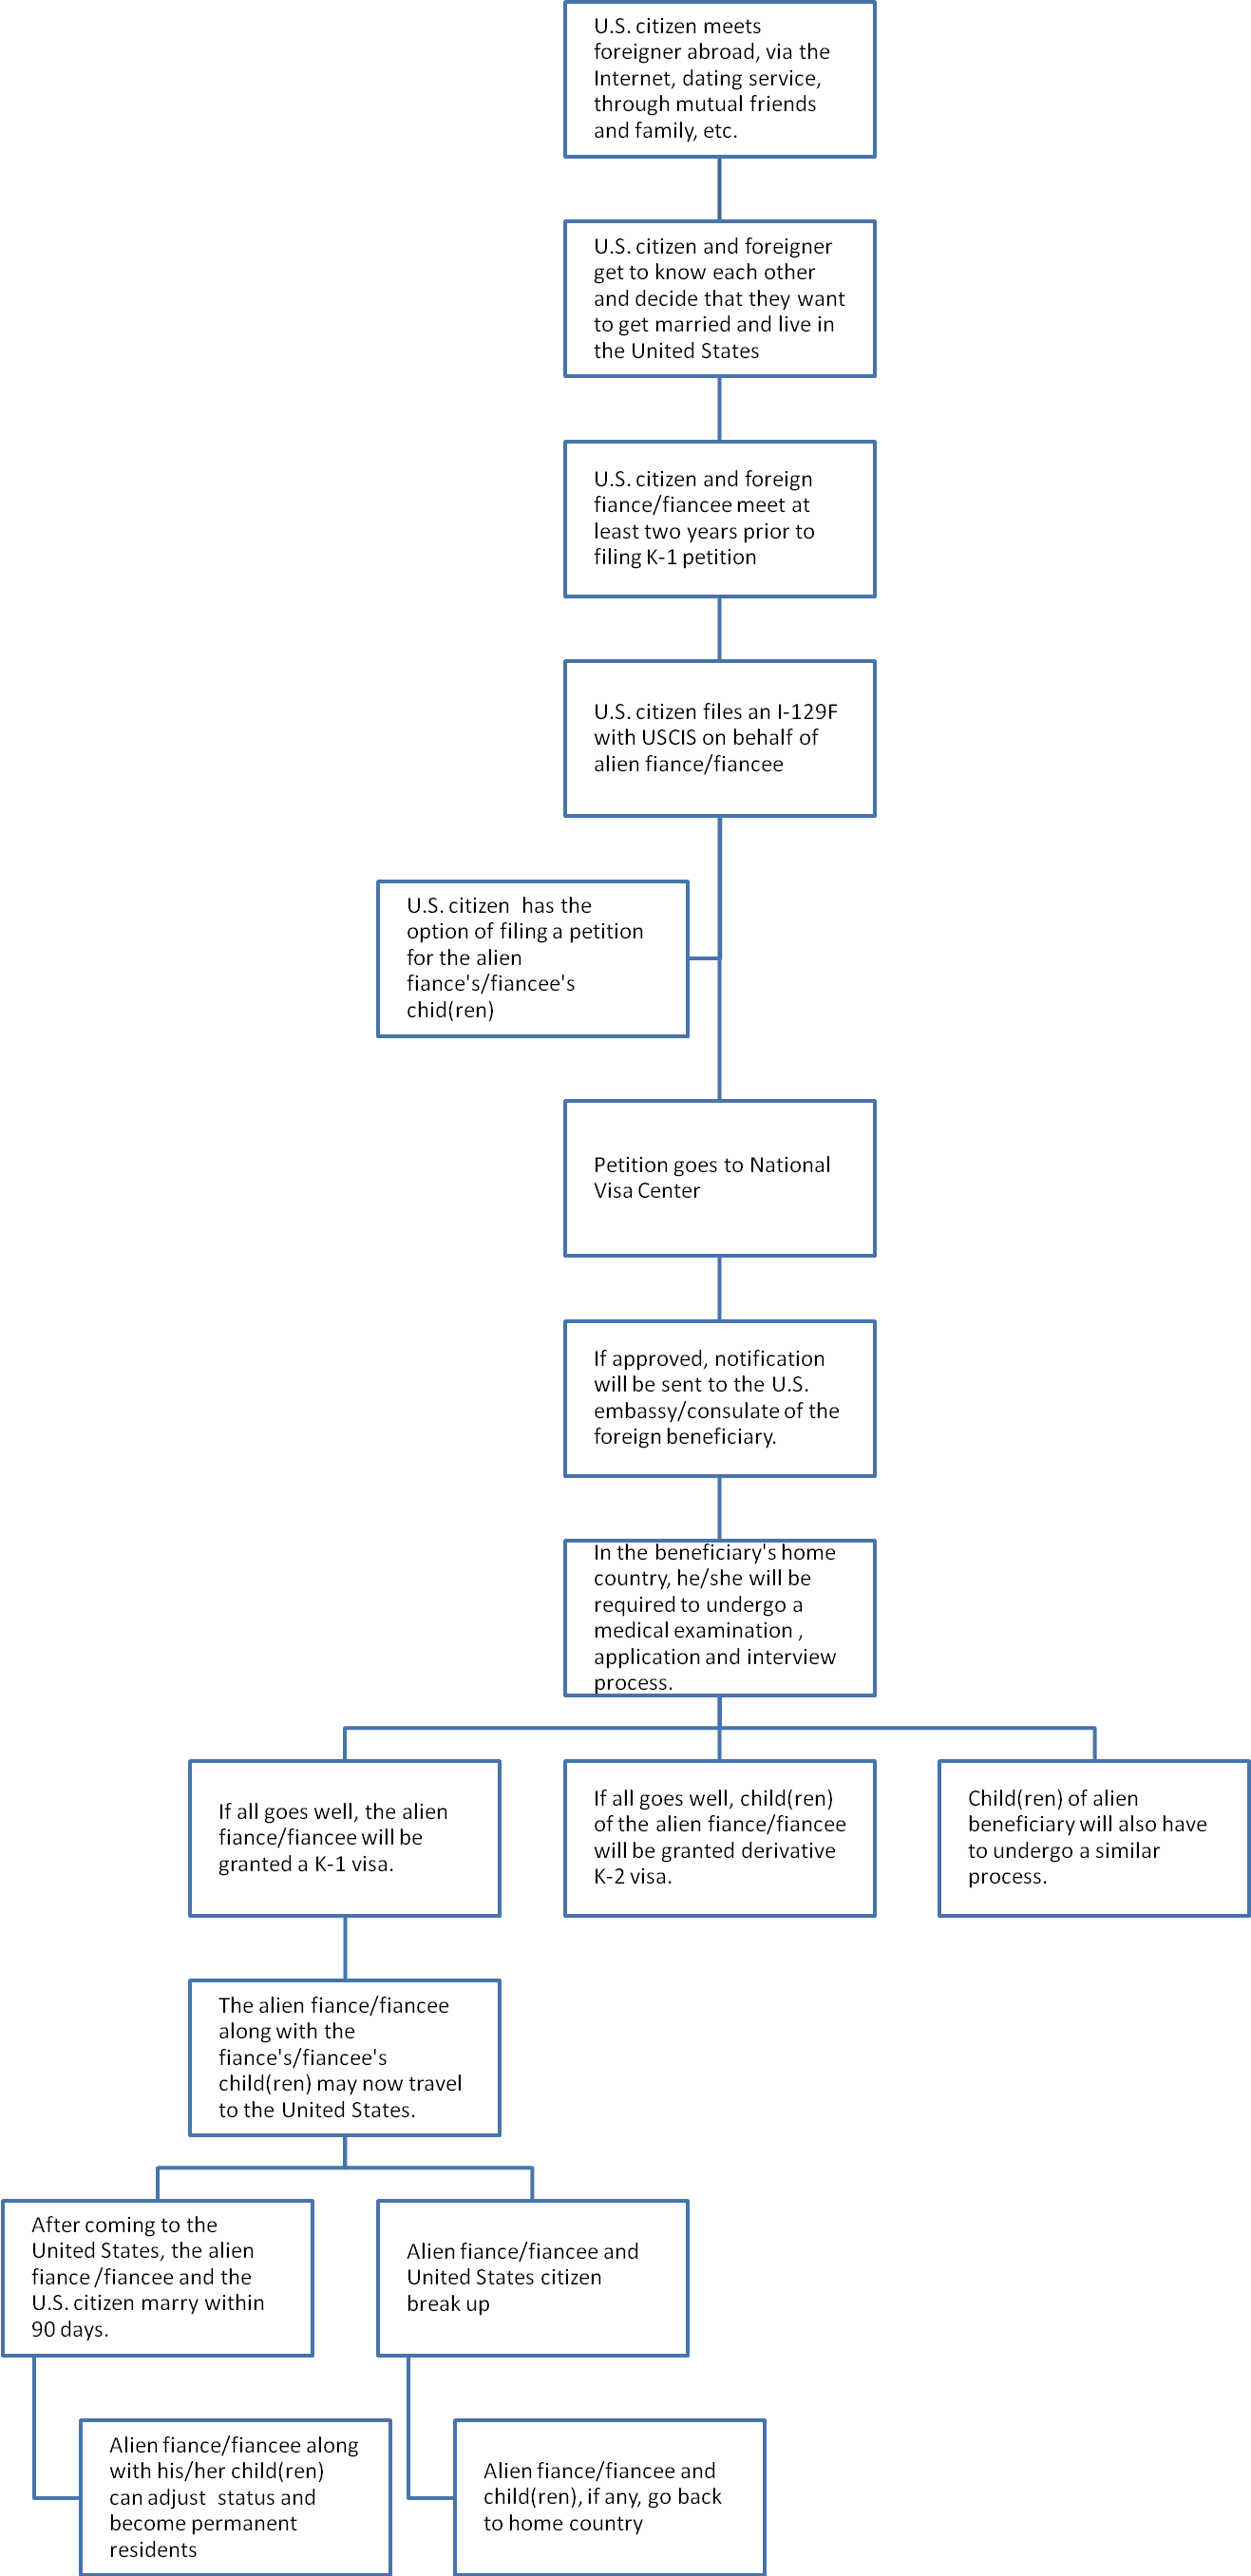 U.S. citizen meets
foreigner abroad, via the
Internet, dating service,
through mutual friends
and family, etc.
U.S. citizen and foreigner
get to know each other
and decide that they want
to get married and live in
the United States
U.S. citizen and foreign
fiance/fiancee meet at
least two years prior to
filing K-1 petition
U.S. citizen files an I-129F
with USCIS on behalf of
alien fiance/fiancee
U.S. citizen has the
option of filing a petition
for the alien
fiance's/fiancee's
chid(ren)
Petition goes to National
Visa Center
If approved, notification
will be sent to the U.S.
embassy/consulate of the
foreign beneficiary.
In the beneficiary's home
country, he/she will be
required to undergo a
medical examination ,
application and interview
process.
If all goes well, the alien
fiance/fiancee will be
granted a K-1 visa.
If all goes well, child(ren)
of the alien fiance/fiancee
will be granted derivative
K-2 visa.
Child(ren) of alien
beneficiary will also have
to undergo a similar
process.
The alien fiance/fiancee
along with the
fiance's/fiancee's
child(ren) may now travel
to the United States.
After coming to the
United States, the alien
fiance /fiancee and the
U.S. citizen marry within
90 days.
Alien fiance/fiancee and
United States citizen
break up
Alien fiance/fiancee along
with his/her child(ren)
can adjust status and
become permanent
residents
Alien fiance/fiancee and
child(ren), if any, go back
to home country